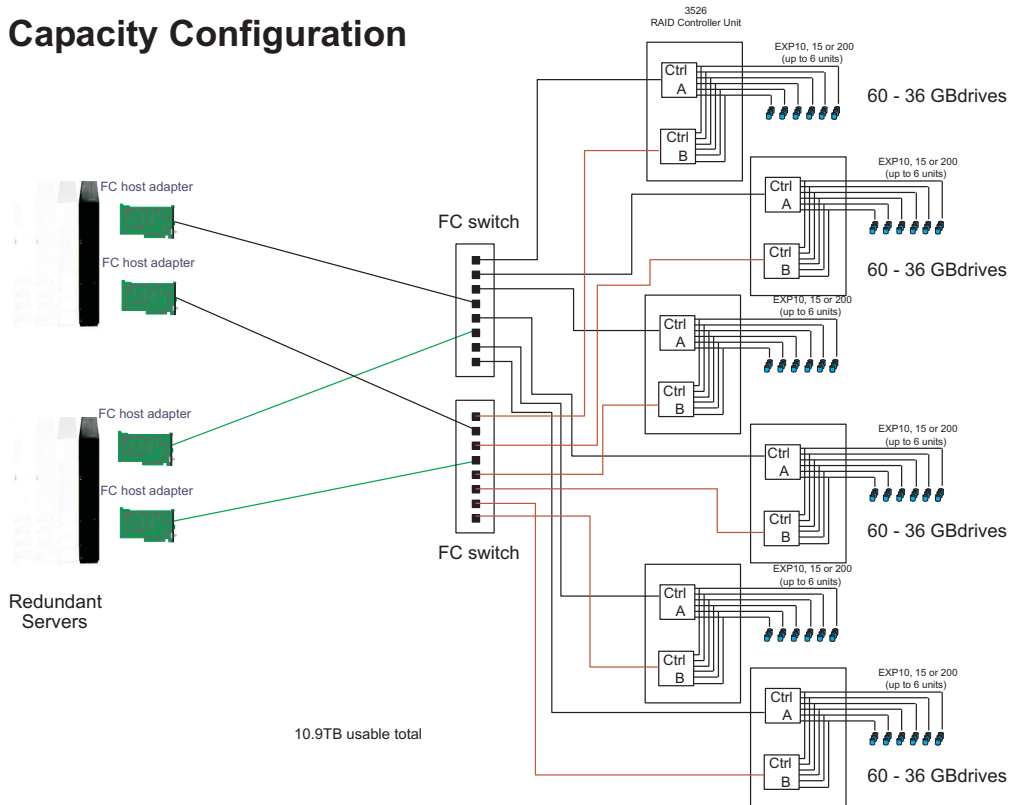 Capacity Configuration
3526
RAID Controller Unit
Ctrl
A
Ctrl
B
EXP10, 15 or 200
(up to 6 units)
60 - 36 GBdrives
Ctrl
A
Ctrl
B
EXP10, 15 or 200
(up to 6 units)
60 - 36 GBdrives
Ctrl
A
Ctrl
B
EXP10, 15 or 200
(up to 6 units)
Ctrl
A
Ctrl
B
EXP10, 15 or 200
(up to 6 units)
60 - 36 GBdrives
Ctrl
A
Ctrl
B
EXP10, 15 or 200
(up to 6 units)
Ctrl
A
Ctrl
B
EXP10, 15 or 200
(up to 6 units)
60 - 36 GBdrives
FC host adapter
FC host adapter
FC switch
FC host adapter
FC host adapter
FC switch
Redundant
Servers
10.9TB usable total